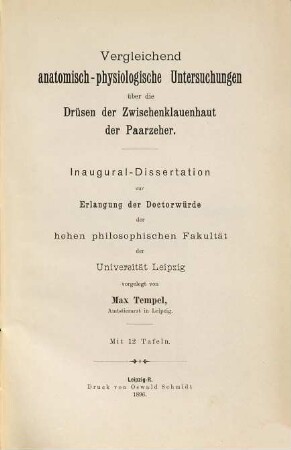 Vergleichend
anatomisch-physiologische Untersuchungen
über die
Drüsen der Zwischenklauenhaut
der Paarzeher.
Inaugural-Dissertation
zur
Erlangung der Doctorwürde
der
hohen philosophischen Fakultät
der
Universität Leipzig
vorgelegt von
Max Tempel,
Amtstierarzt in Leipzig.
Mit 12 Tafeln.
Leipzig-R.
Druck von Oswald Schmidt
1896.